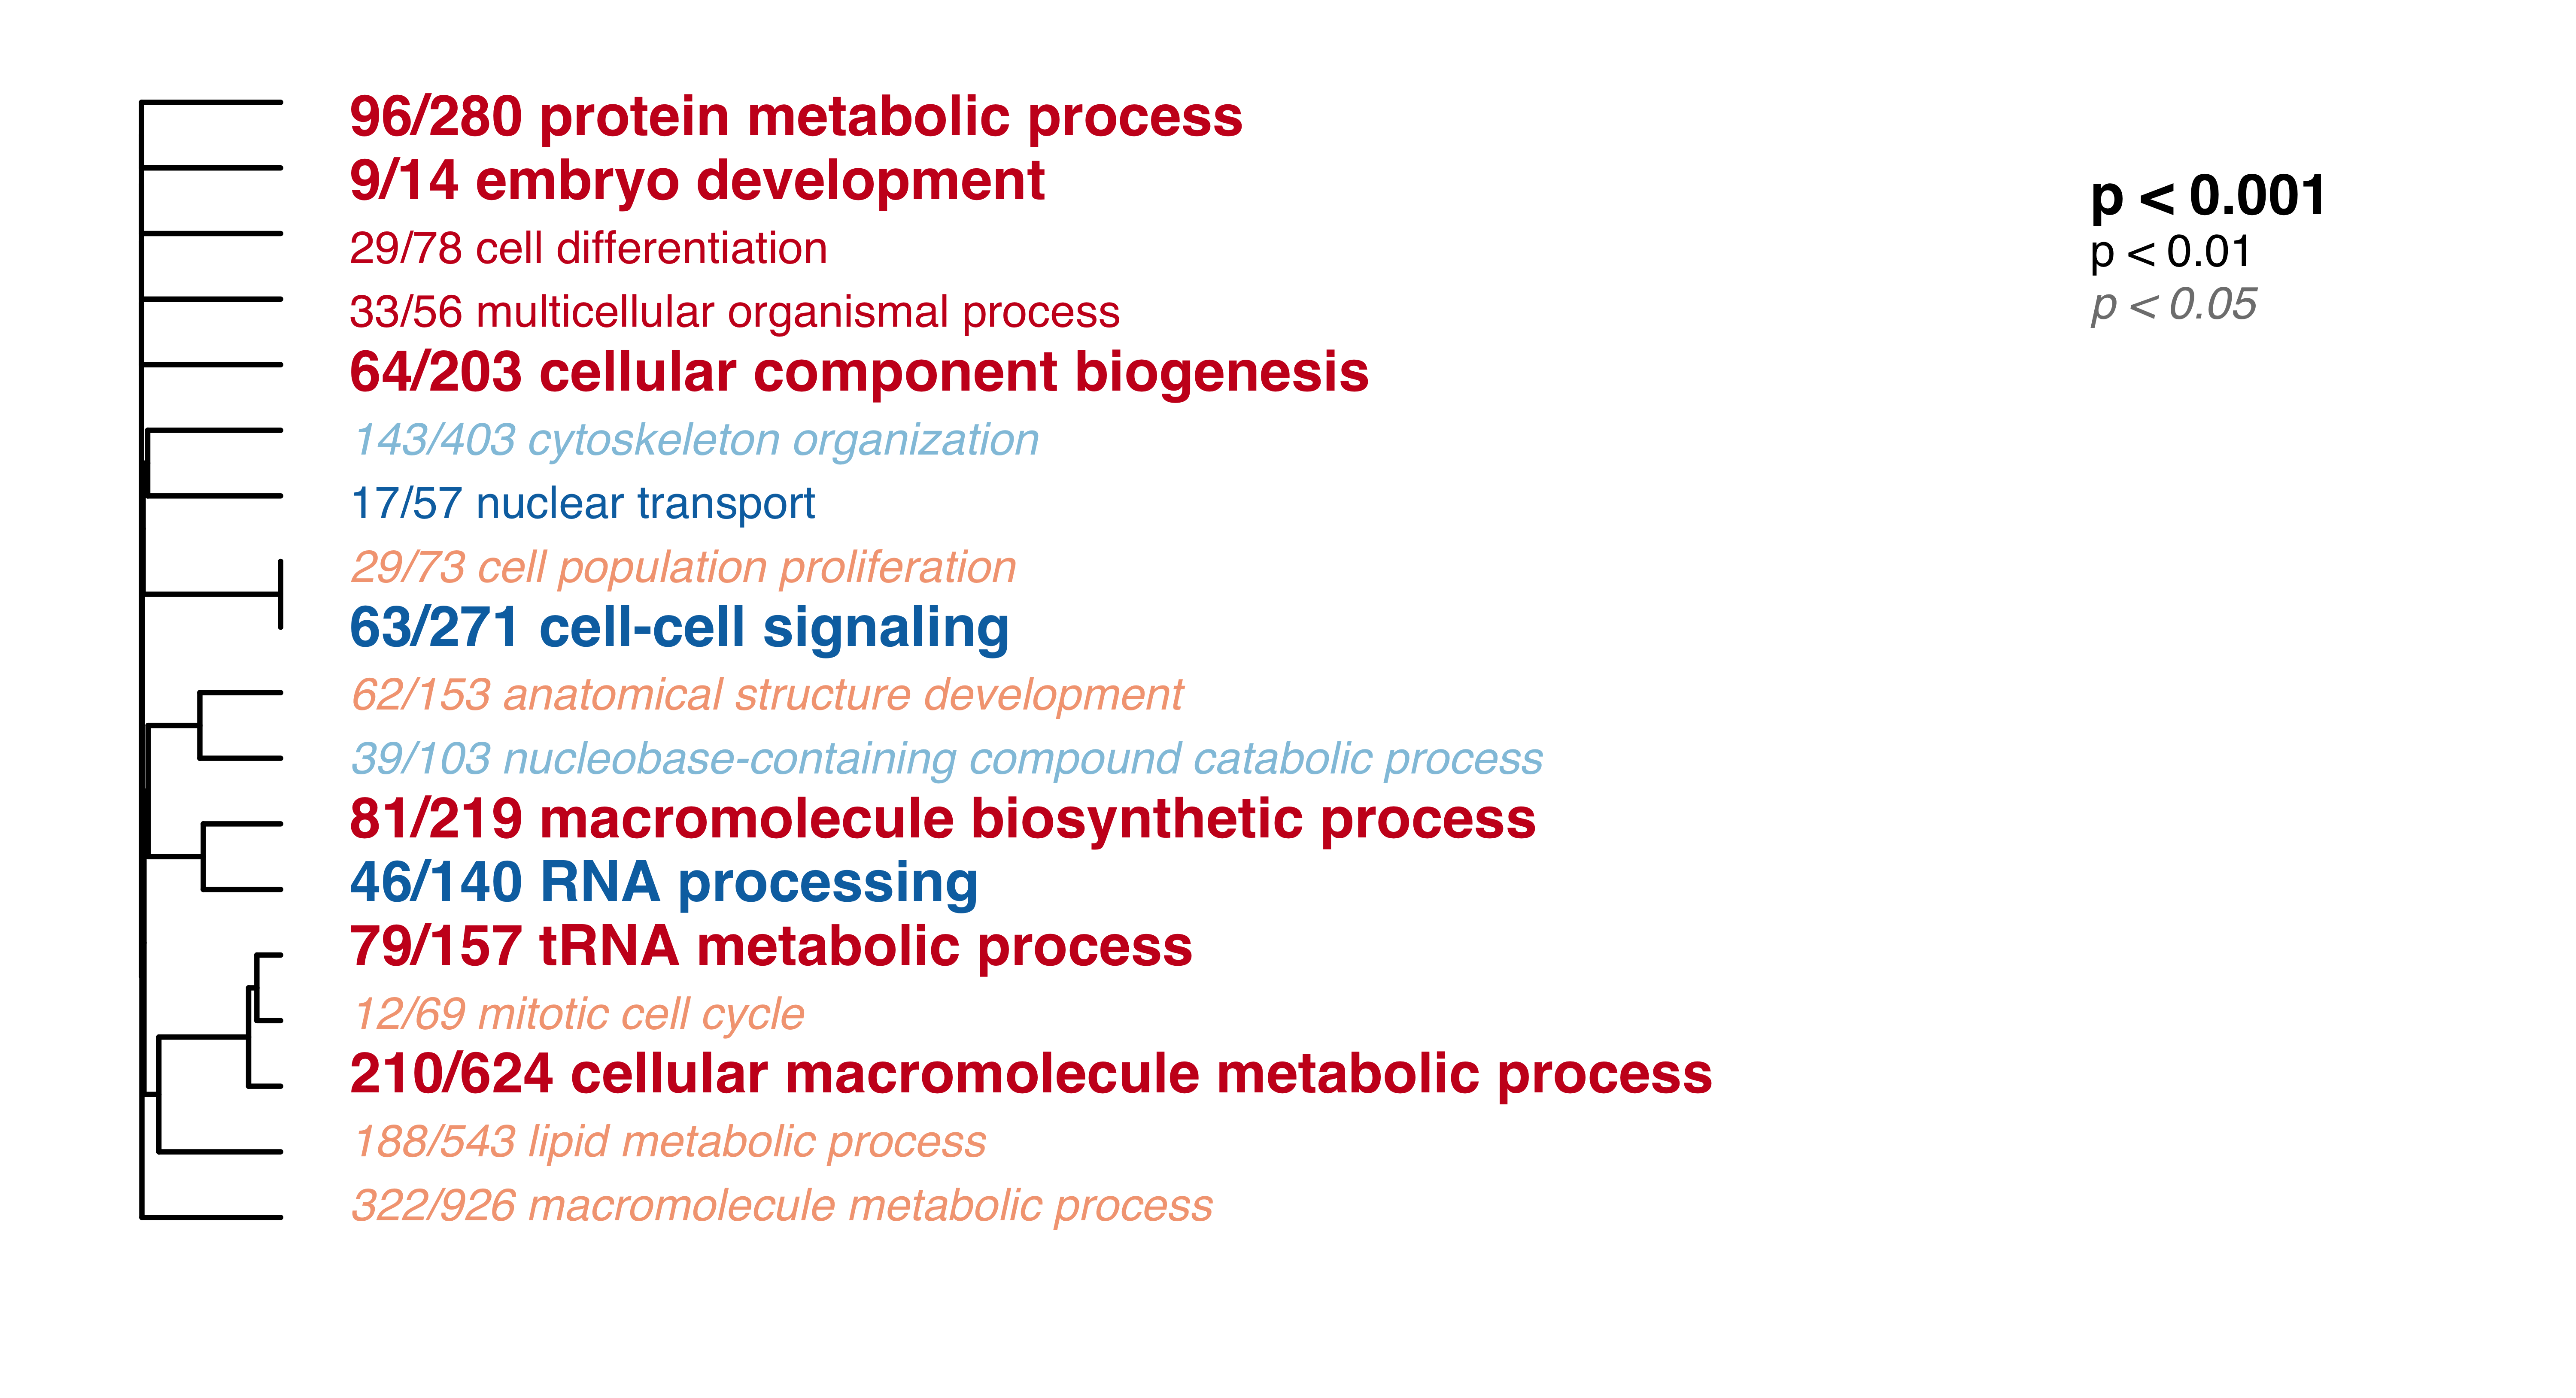 96/280 protein metabolic process
9/14 embryo development
29/78 cell differentiation
33/56 multicellular organismal process
64/203 cellular component biogenesis
143/403 cytoskeleton organization
17/57 nuclear transport
29/73 cell population proliferation
63/271 cell-cell signaling
62/153 anatomical structure development
39/103 nucleobase-containing compound catabolic process
81/219 macromolecule biosynthetic process
46/140 RNA processing
79/157 tRNA metabolic process
12/69 mitotic cell cycle
210/624 cellular macromolecule metabolic process
188/543 lipid metabolic process
322/926 macromolecule metabolic process
p < 0.001
p < 0.01
p < 0.05